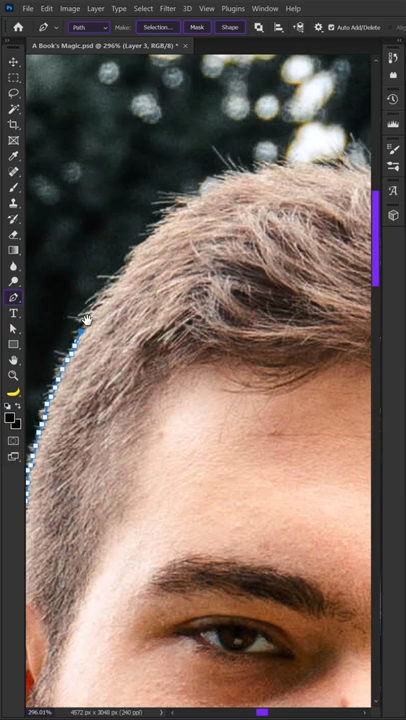 Ps File Edit Image Layer Type Select Filter 3D View Plugins Window Help
Path Make: Selection... Mask Shape Auto Add/Delete
A Book's Magic.psd @ 296% (Layer 3, RGB/8) * ×
T
A
296.01% 4572 px x 3048 px (240 ppi)